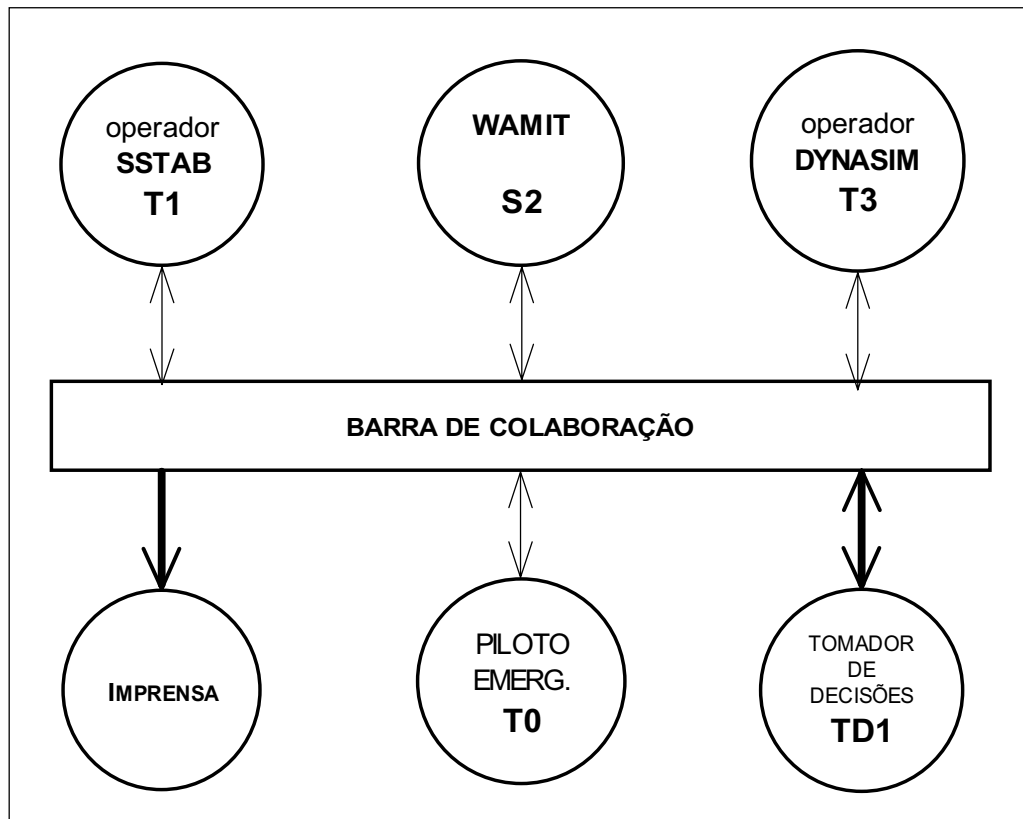 operador
SSTAB
T1
WAMIT
S2
operador
DYNASIM
T3
BARRA DE COLABORAÇÃO
IMPRENSA
PILOTO
EMERG.
T0
TOMADOR
DE
DECISÕES
TD1